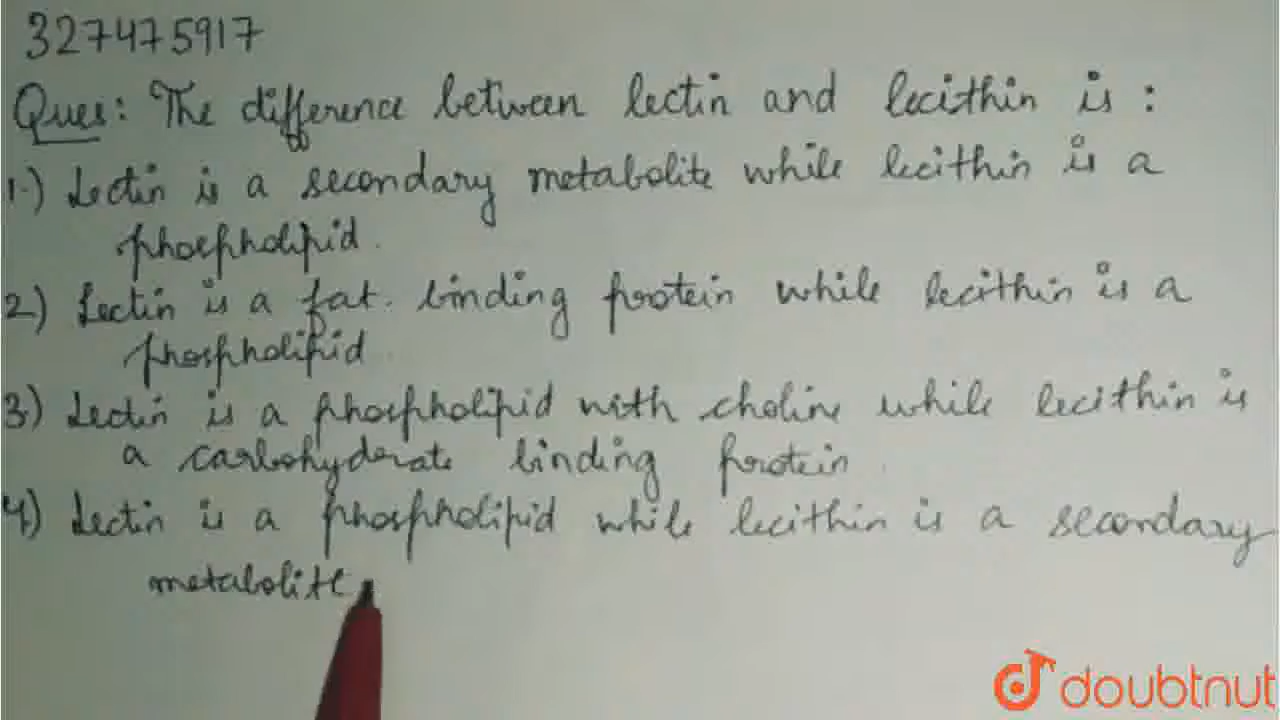 327475917
Ques: The difference between lectin and lecithin is :
1.) Lectin is a secondary metabolite while lecithin is a
phospholipid.
2) Lectin is a fat. binding protein while lecithin is a
phospholipid
3.) Lectin is a phospholipid with choline while lecithin is
a carbohyderate binding protein.
4) Lectin is a phospholipid while lecithin is a secondary
metabolite
doubtnut